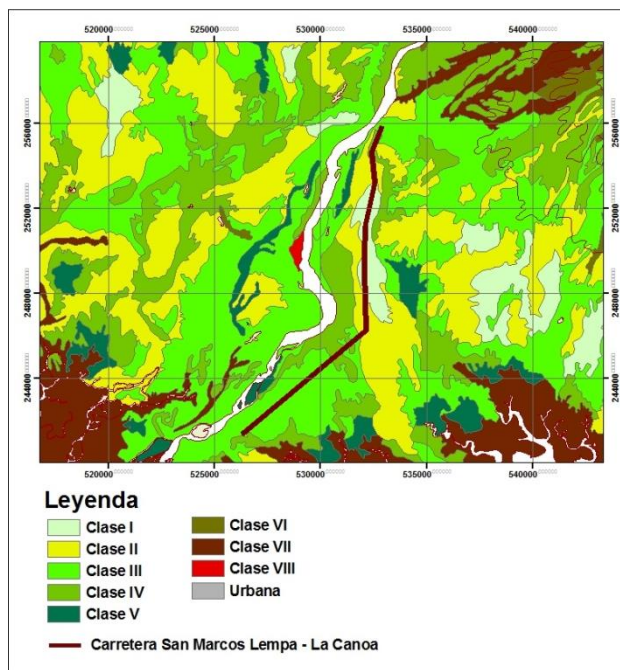 520000 525000 530000 535000 540000
256000 256000
252000 252000
248000 248000
244000 244000
520000 525000 530000 535000 540000
Leyenda
Clase I Clase VI
Clase II Clase VII
Clase III Clase VIII
Clase IV Urbana
Clase V
Carretera San Marcos Lempa - La Canoa